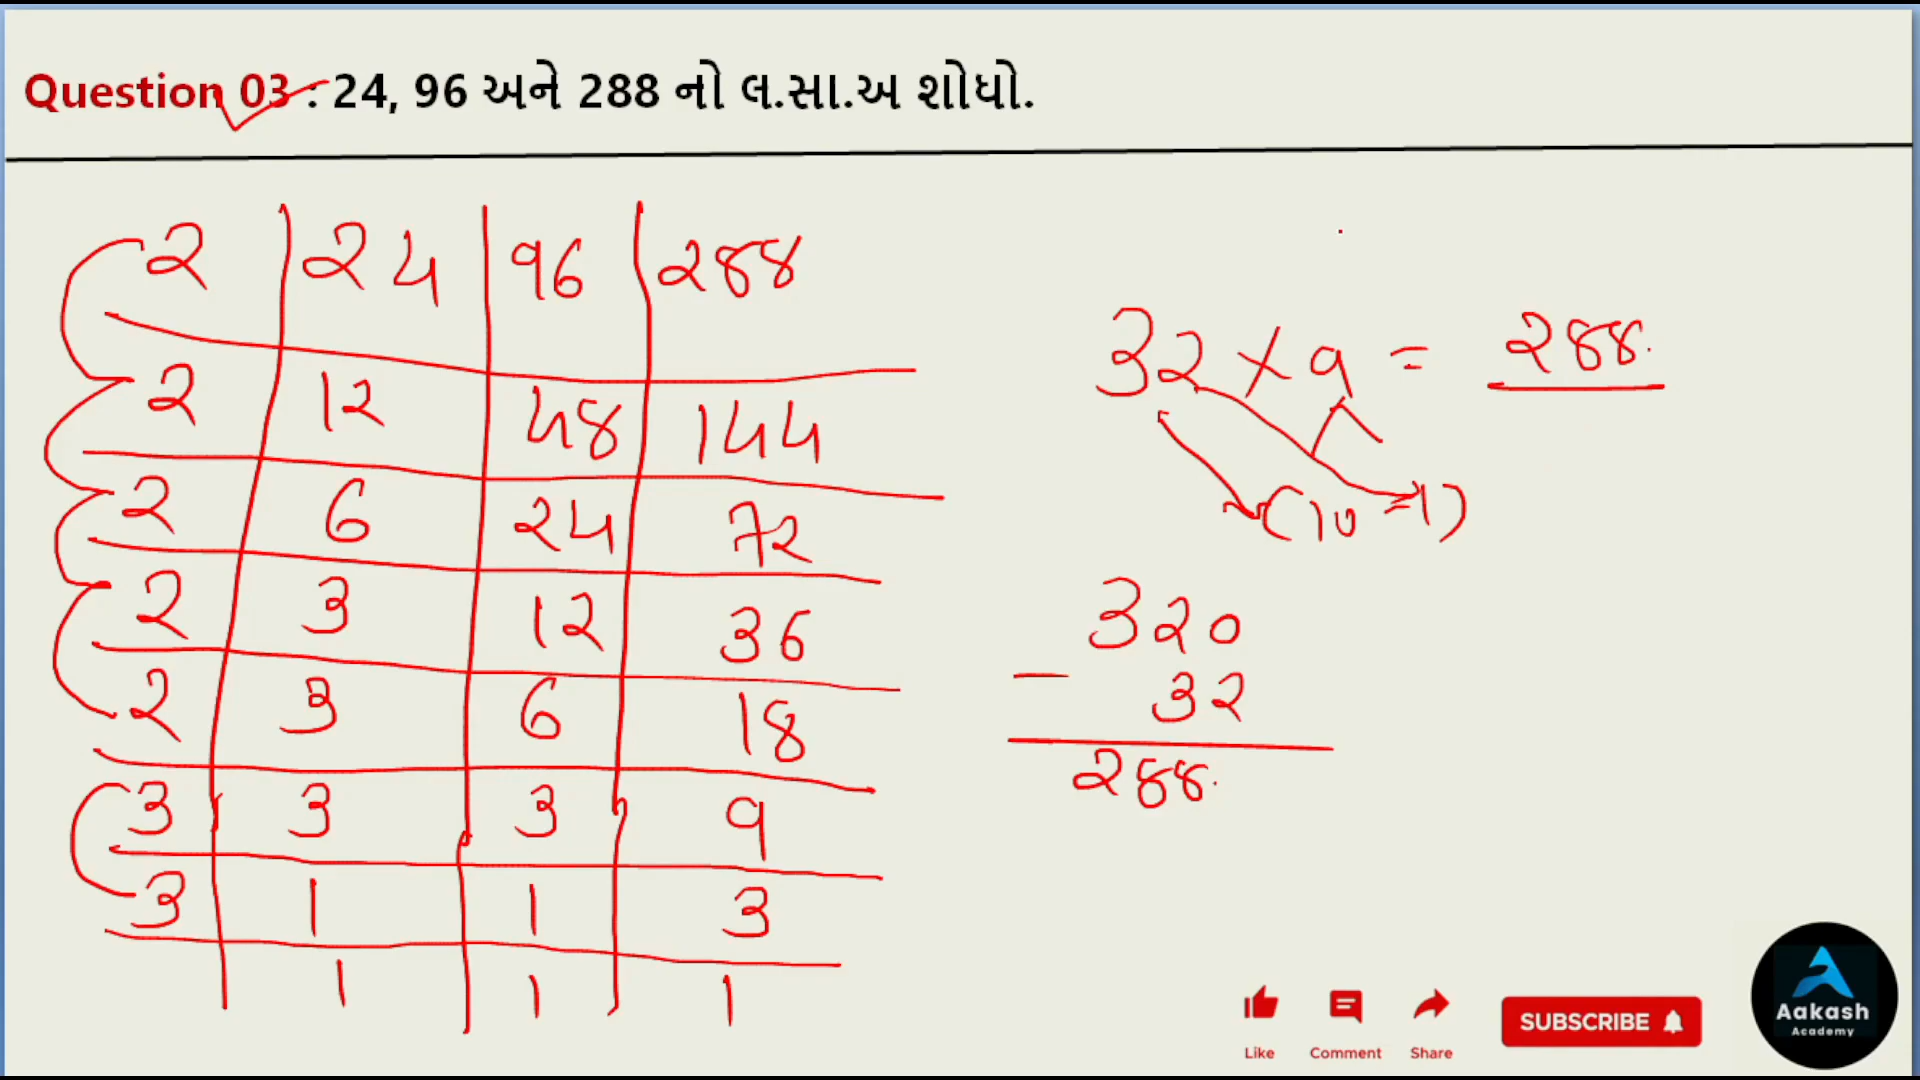 Question 03 : 24, 96 અને 288 નો લ.સા.અ શોધો.
2 24 96 288
2 12 48 144
2 6 24 72
2 3 12 36
2 3 6 18
3 3 3 9
3 1 1 3
1 1 1
32 × 9 = 288
(10 - 1)
320
- 32
288
Like
Comment
Share
SUBSCRIBE
Aakash
Academy